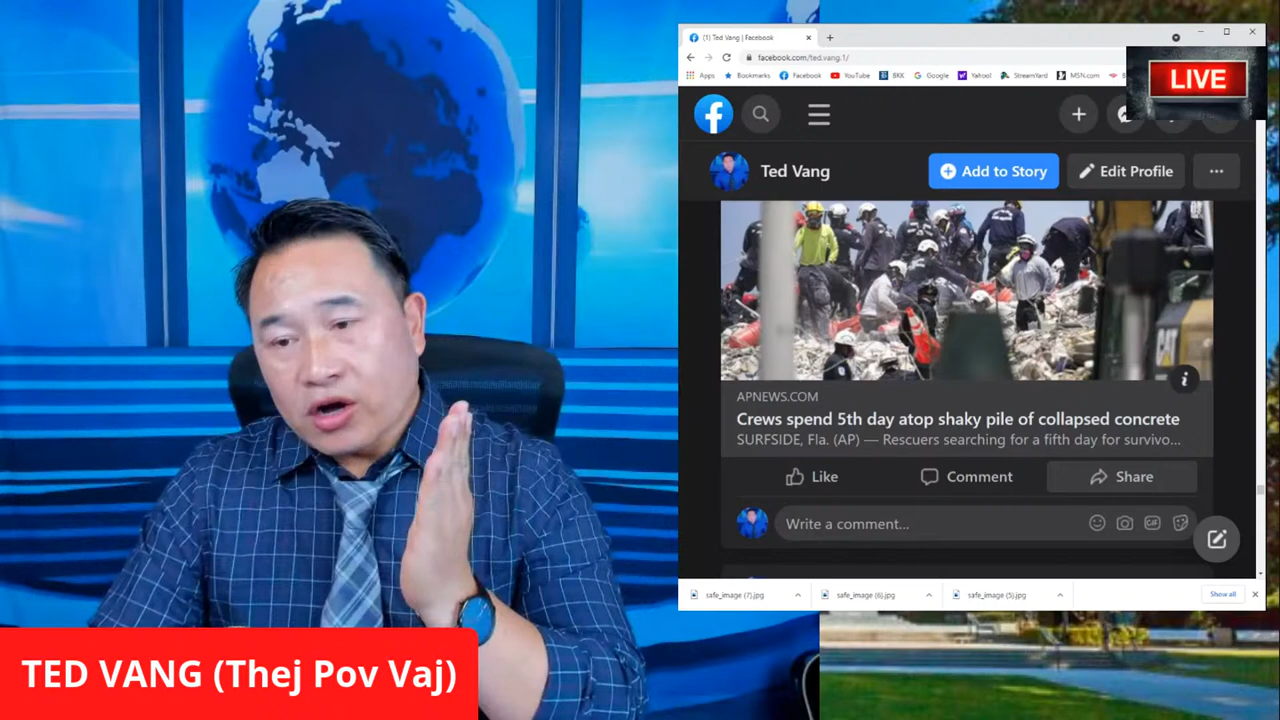 (1) Ted Vang | Facebook
facebook.com/ted.vang.1/
Apps Bookmarks Facebook YouTube BKK Google Yahoo! StreamYard MSN.com
LIVE
Ted Vang
Add to Story
Edit Profile
APNEWS.COM
Crews spend 5th day atop shaky pile of collapsed concrete
SURFSIDE, Fla. (AP) — Rescuers searching for a fifth day for survivo...
Like Comment Share
Write a comment...
GIF
CAT
safe_image (7).jpg safe_image (6).jpg safe_image (5).jpg Show all
TED VANG (Thej Pov Vaj)